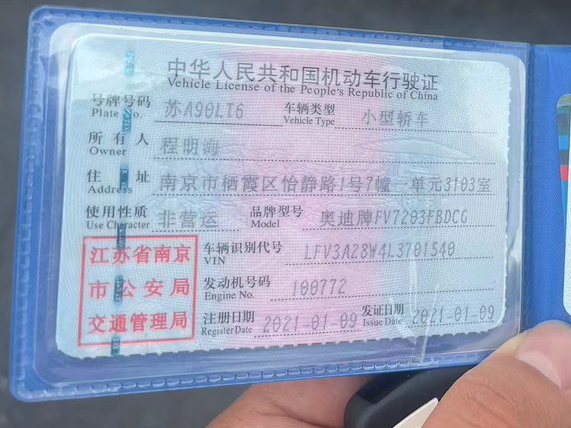 中华人民共和国机动车行驶证
Vehicle License of the People's Republic of China
号牌号码 苏A90LT6 车辆类型 小型轿车
Plate No. Vehicle Type
所有人 程明海
Owner
住址 南京市栖霞区怡静路1号7幢一单元3103室
Address
使用性质 非营运 品牌型号 奥迪牌FV7203FBDCG
Use Character Model
江苏省南京
市公安局
交通管理局
车辆识别代号 LFV3A28W4L3701540
VIN
发动机号码 100772
Engine No.
注册日期 2021-01-09 发证日期 2021-01-09
Register Date Issue Date